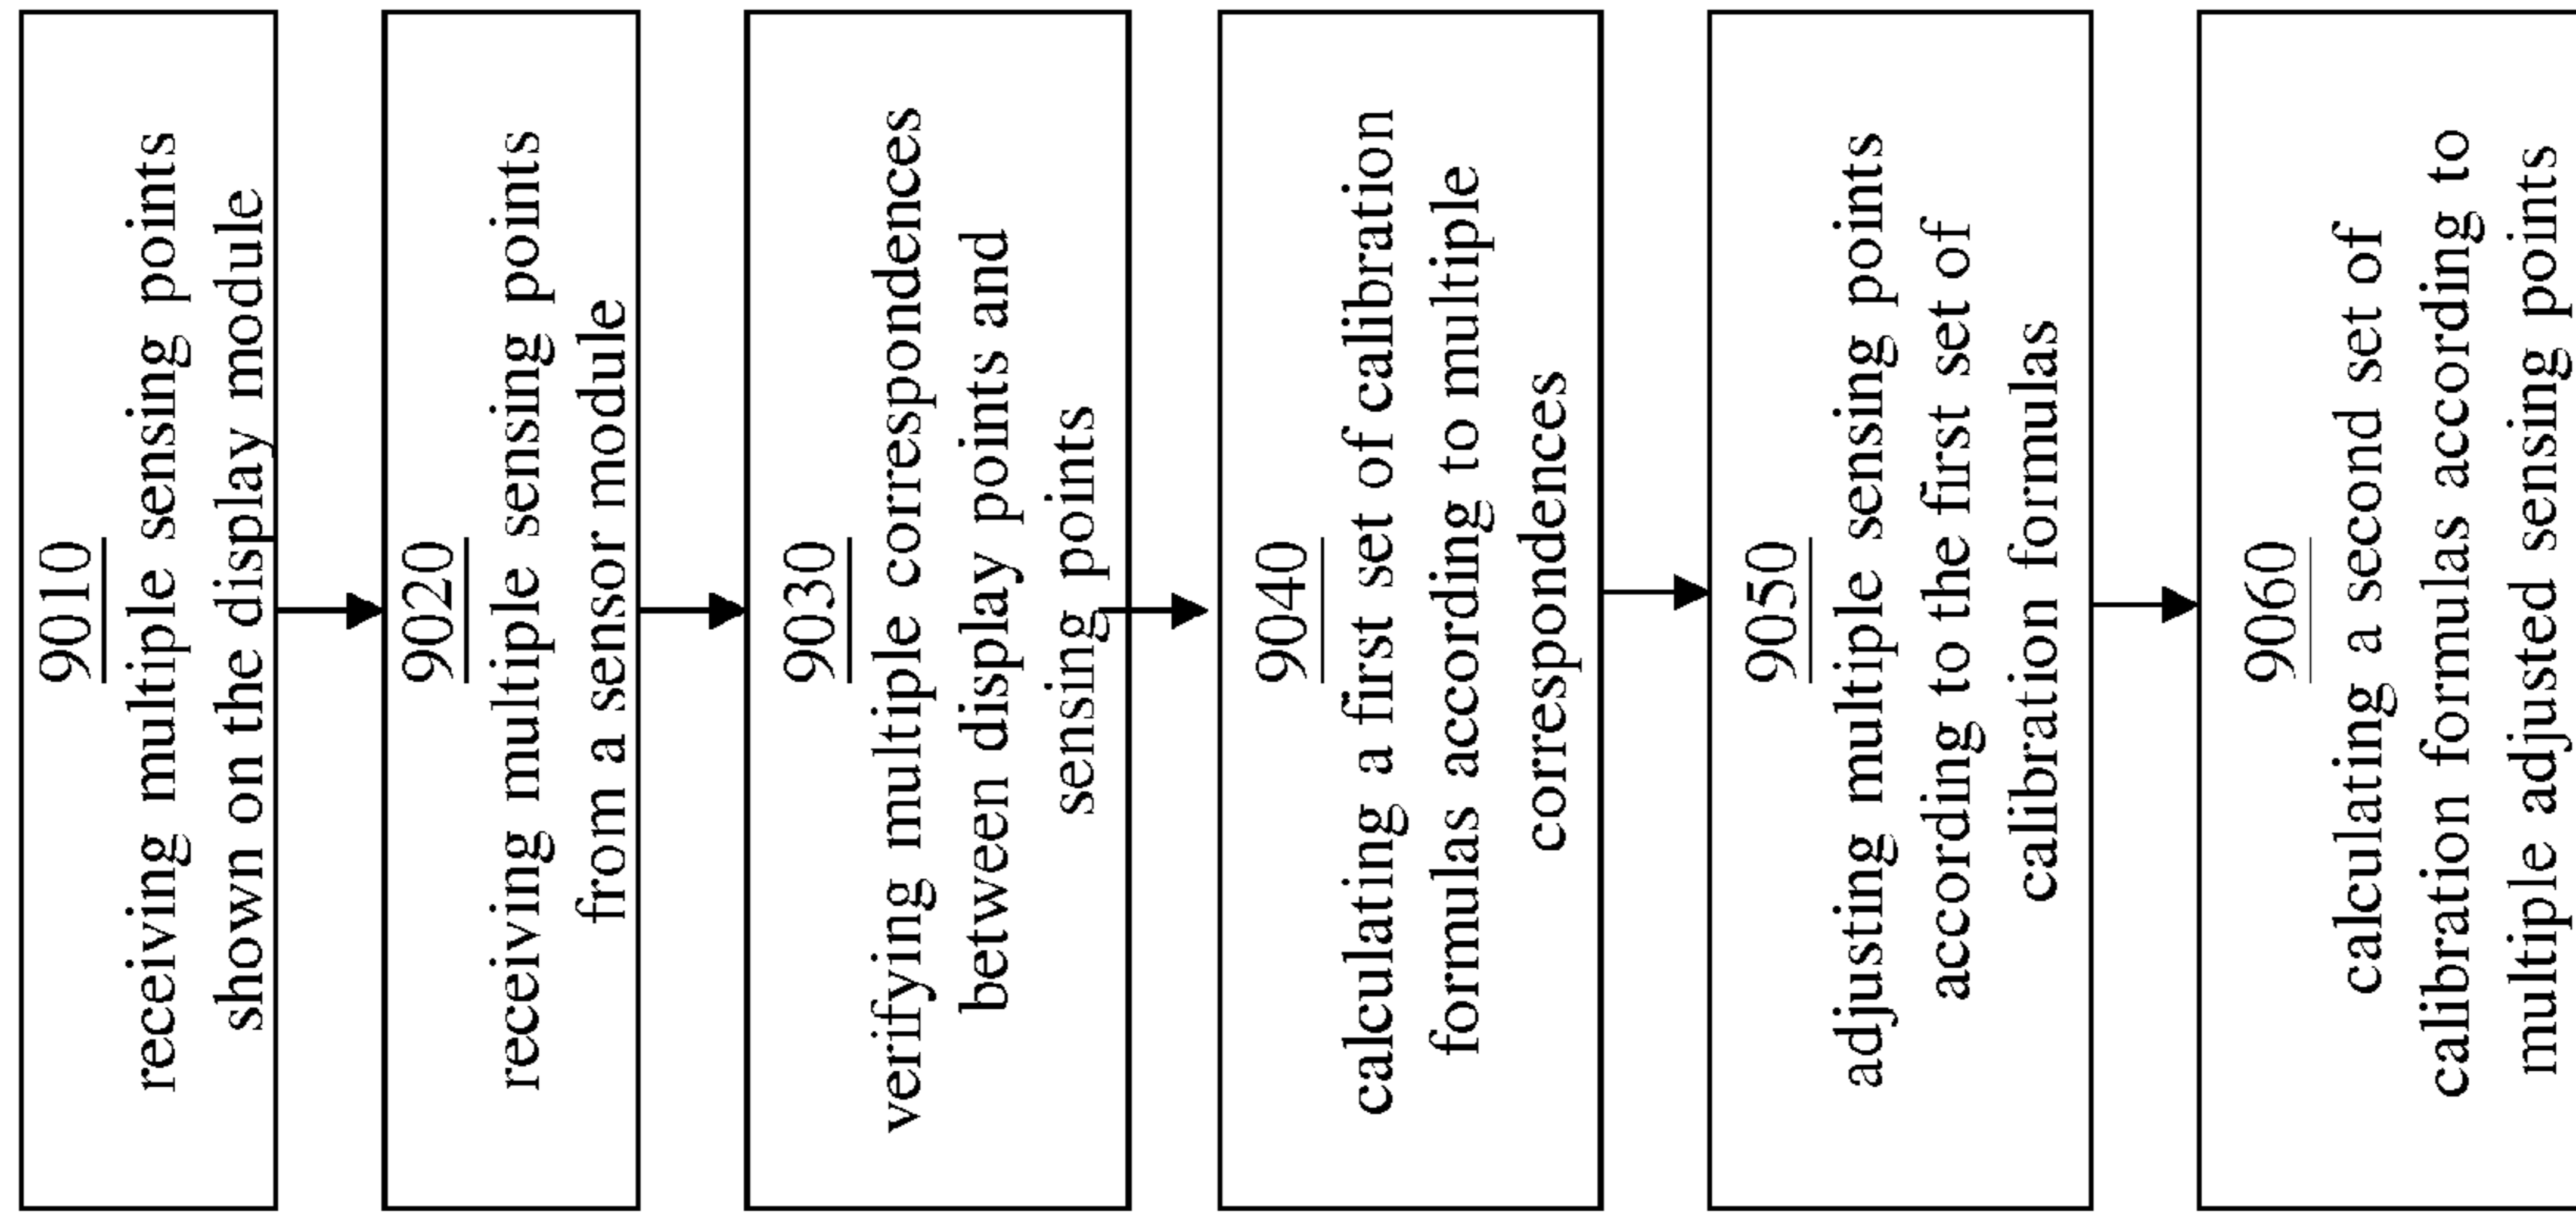 9010
receiving multiple sensing points
shown on the display module
9020
receiving multiple sensing points
from a sensor module
9030
verifying multiple correspondences
between display points and
sensing points
9040
calculating a first set of calibration
formulas according to multiple
correspondences
9050
adjusting multiple sensing points
according to the first set of
calibration formulas
9060
calculating a second set of
calibration formulas according to
multiple adjusted sensing points